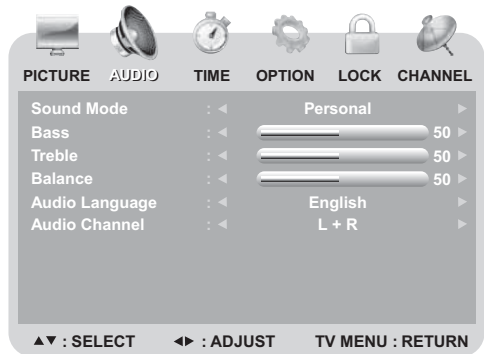 PICTURE AUDIO TIME OPTION LOCK CHANNEL
Sound Mode : ◄ Personal ►
Bass : ◄ 50 ►
Treble : ◄ 50 ►
Balance : ◄ 50 ►
Audio Language : ◄ English ►
Audio Channel : ◄ L + R ►
▲▼ : SELECT ◄► : ADJUST TV MENU : RETURN